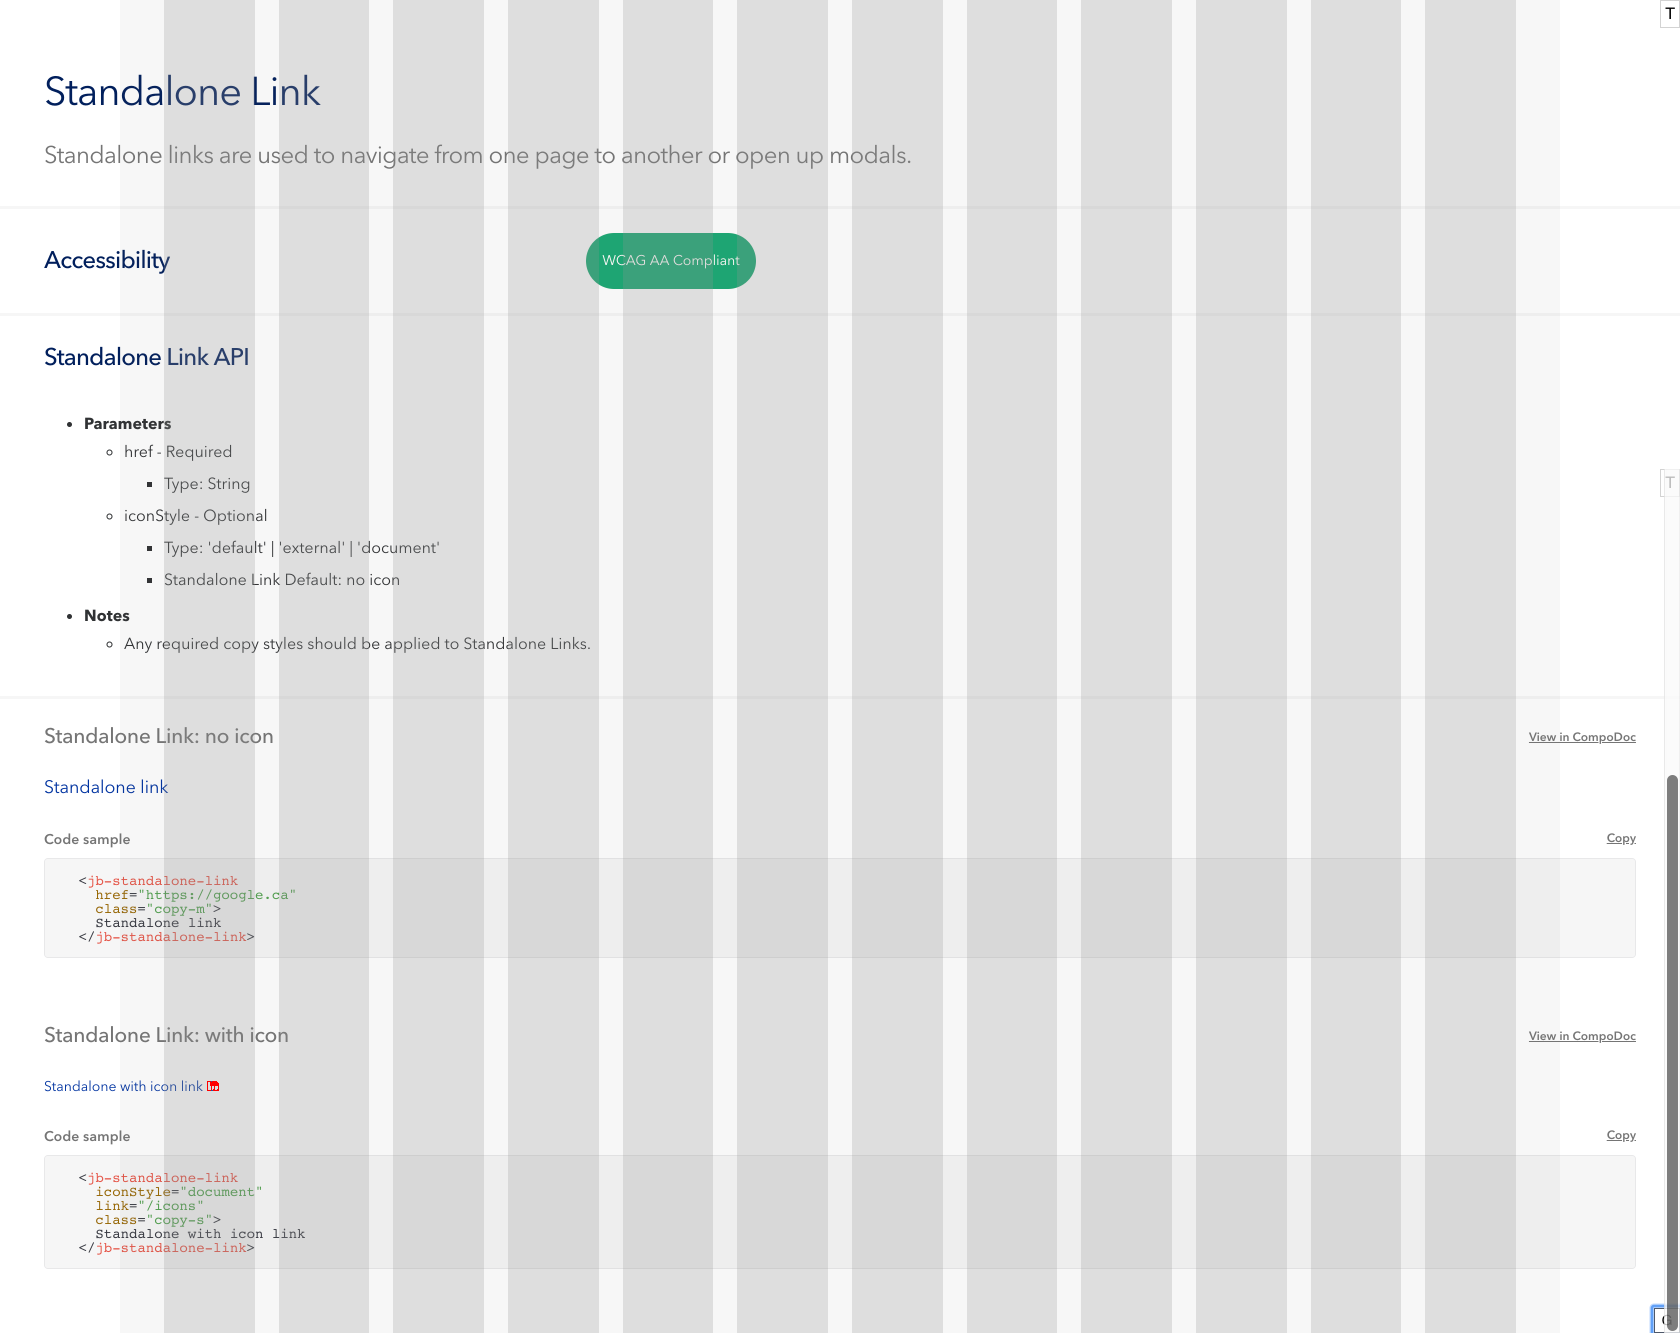 T
Standalone Link
Standalone links are used to navigate from one page to another or open up modals.
Accessibility
WCAG AA Compliant
Standalone Link API
Parameters
href - Required
Type: String
T
iconStyle - Optional
Type: 'default' | 'external' | 'document'
Standalone Link Default: no icon
Notes
Any required copy styles should be applied to Standalone Links.
Standalone Link: no icon
View in CompoDoc
Standalone link
Code sample
Copy
<jb-standalone-link
href="https://google.ca"
class="copy-m">
Standalone link
</jb-standalone-link>
Standalone Link: with icon
View in CompoDoc
Standalone with icon link
Code sample
Copy
<jb-standalone-link
iconStyle="document"
link="/icons"
class="copy-s">
Standalone with icon link
</jb-standalone-link>